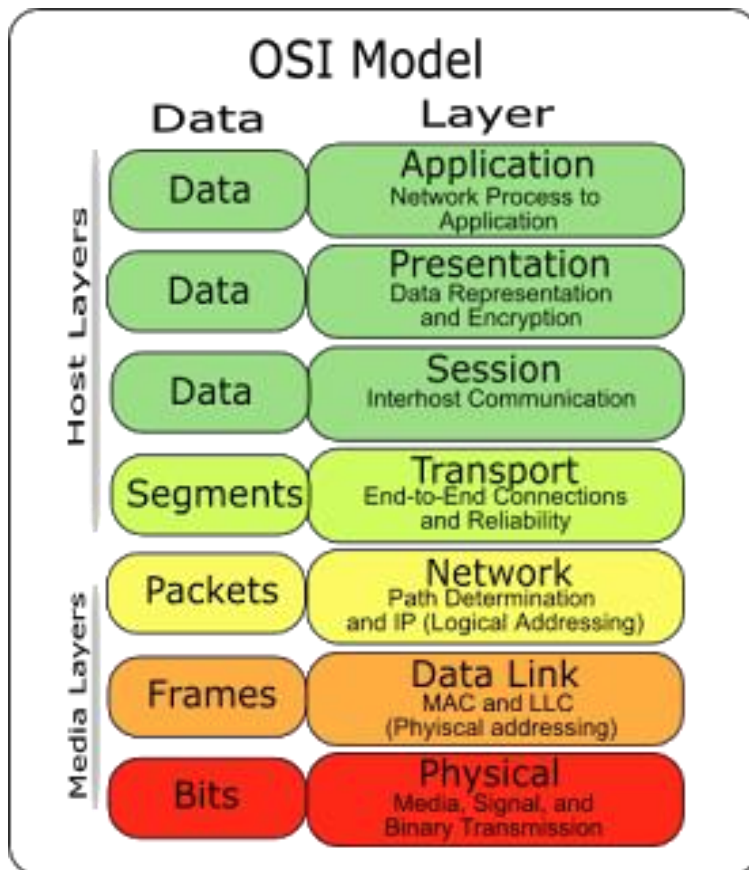 OSI Model
Data Layer
Host Layers
Data
Application
Network Process to
Application
Data
Presentation
Data Representation
and Encryption
Data
Session
Interhost Communication
Segments
Transport
End-to-End Connections
and Reliability
Media Layers
Packets
Network
Path Determination
and IP (Logical Addressing)
Frames
Data Link
MAC and LLC
(Phyiscal addressing)
Bits
Physical
Media, Signal, and
Binary Transmission